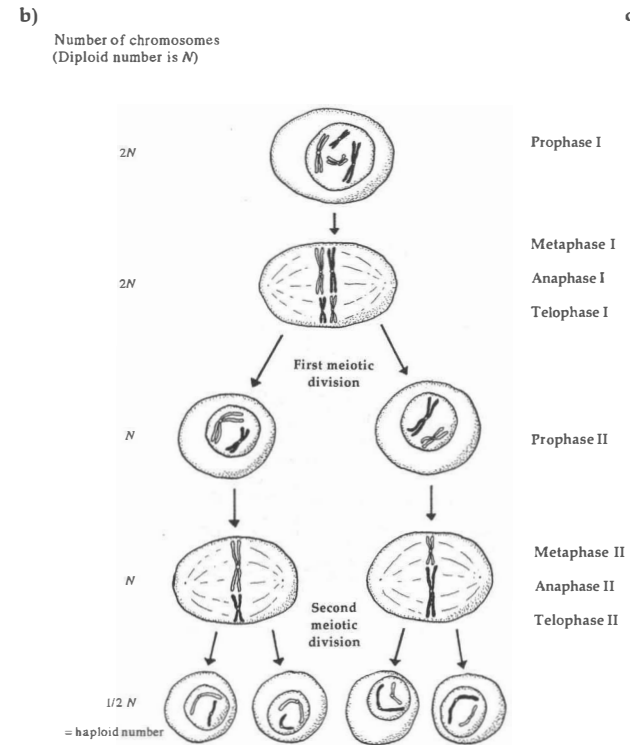 b)
c
Number of chromosomes
(Diploid number is N)
2N
Prophase I
Metaphase I
2N
Anaphase I
Telophase I
First meiotic
division
N
Prophase II
Metaphase II
N
Anaphase II
Second
meiotic
division
Telophase II
1/2 N
= haploid number